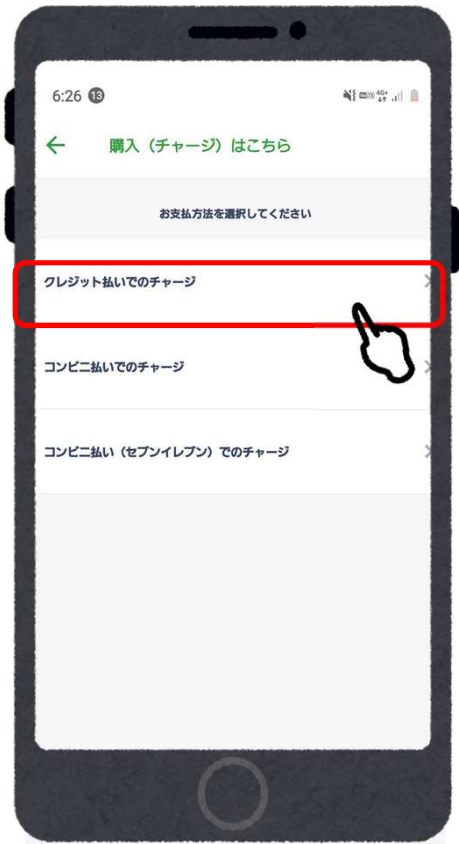 6:26 13
4G+
購入（チャージ）はこちら
お支払方法を選択してください
クレジット払いでのチャージ
コンビニ払いでのチャージ
コンビニ払い（セブンイレブン）でのチャージ